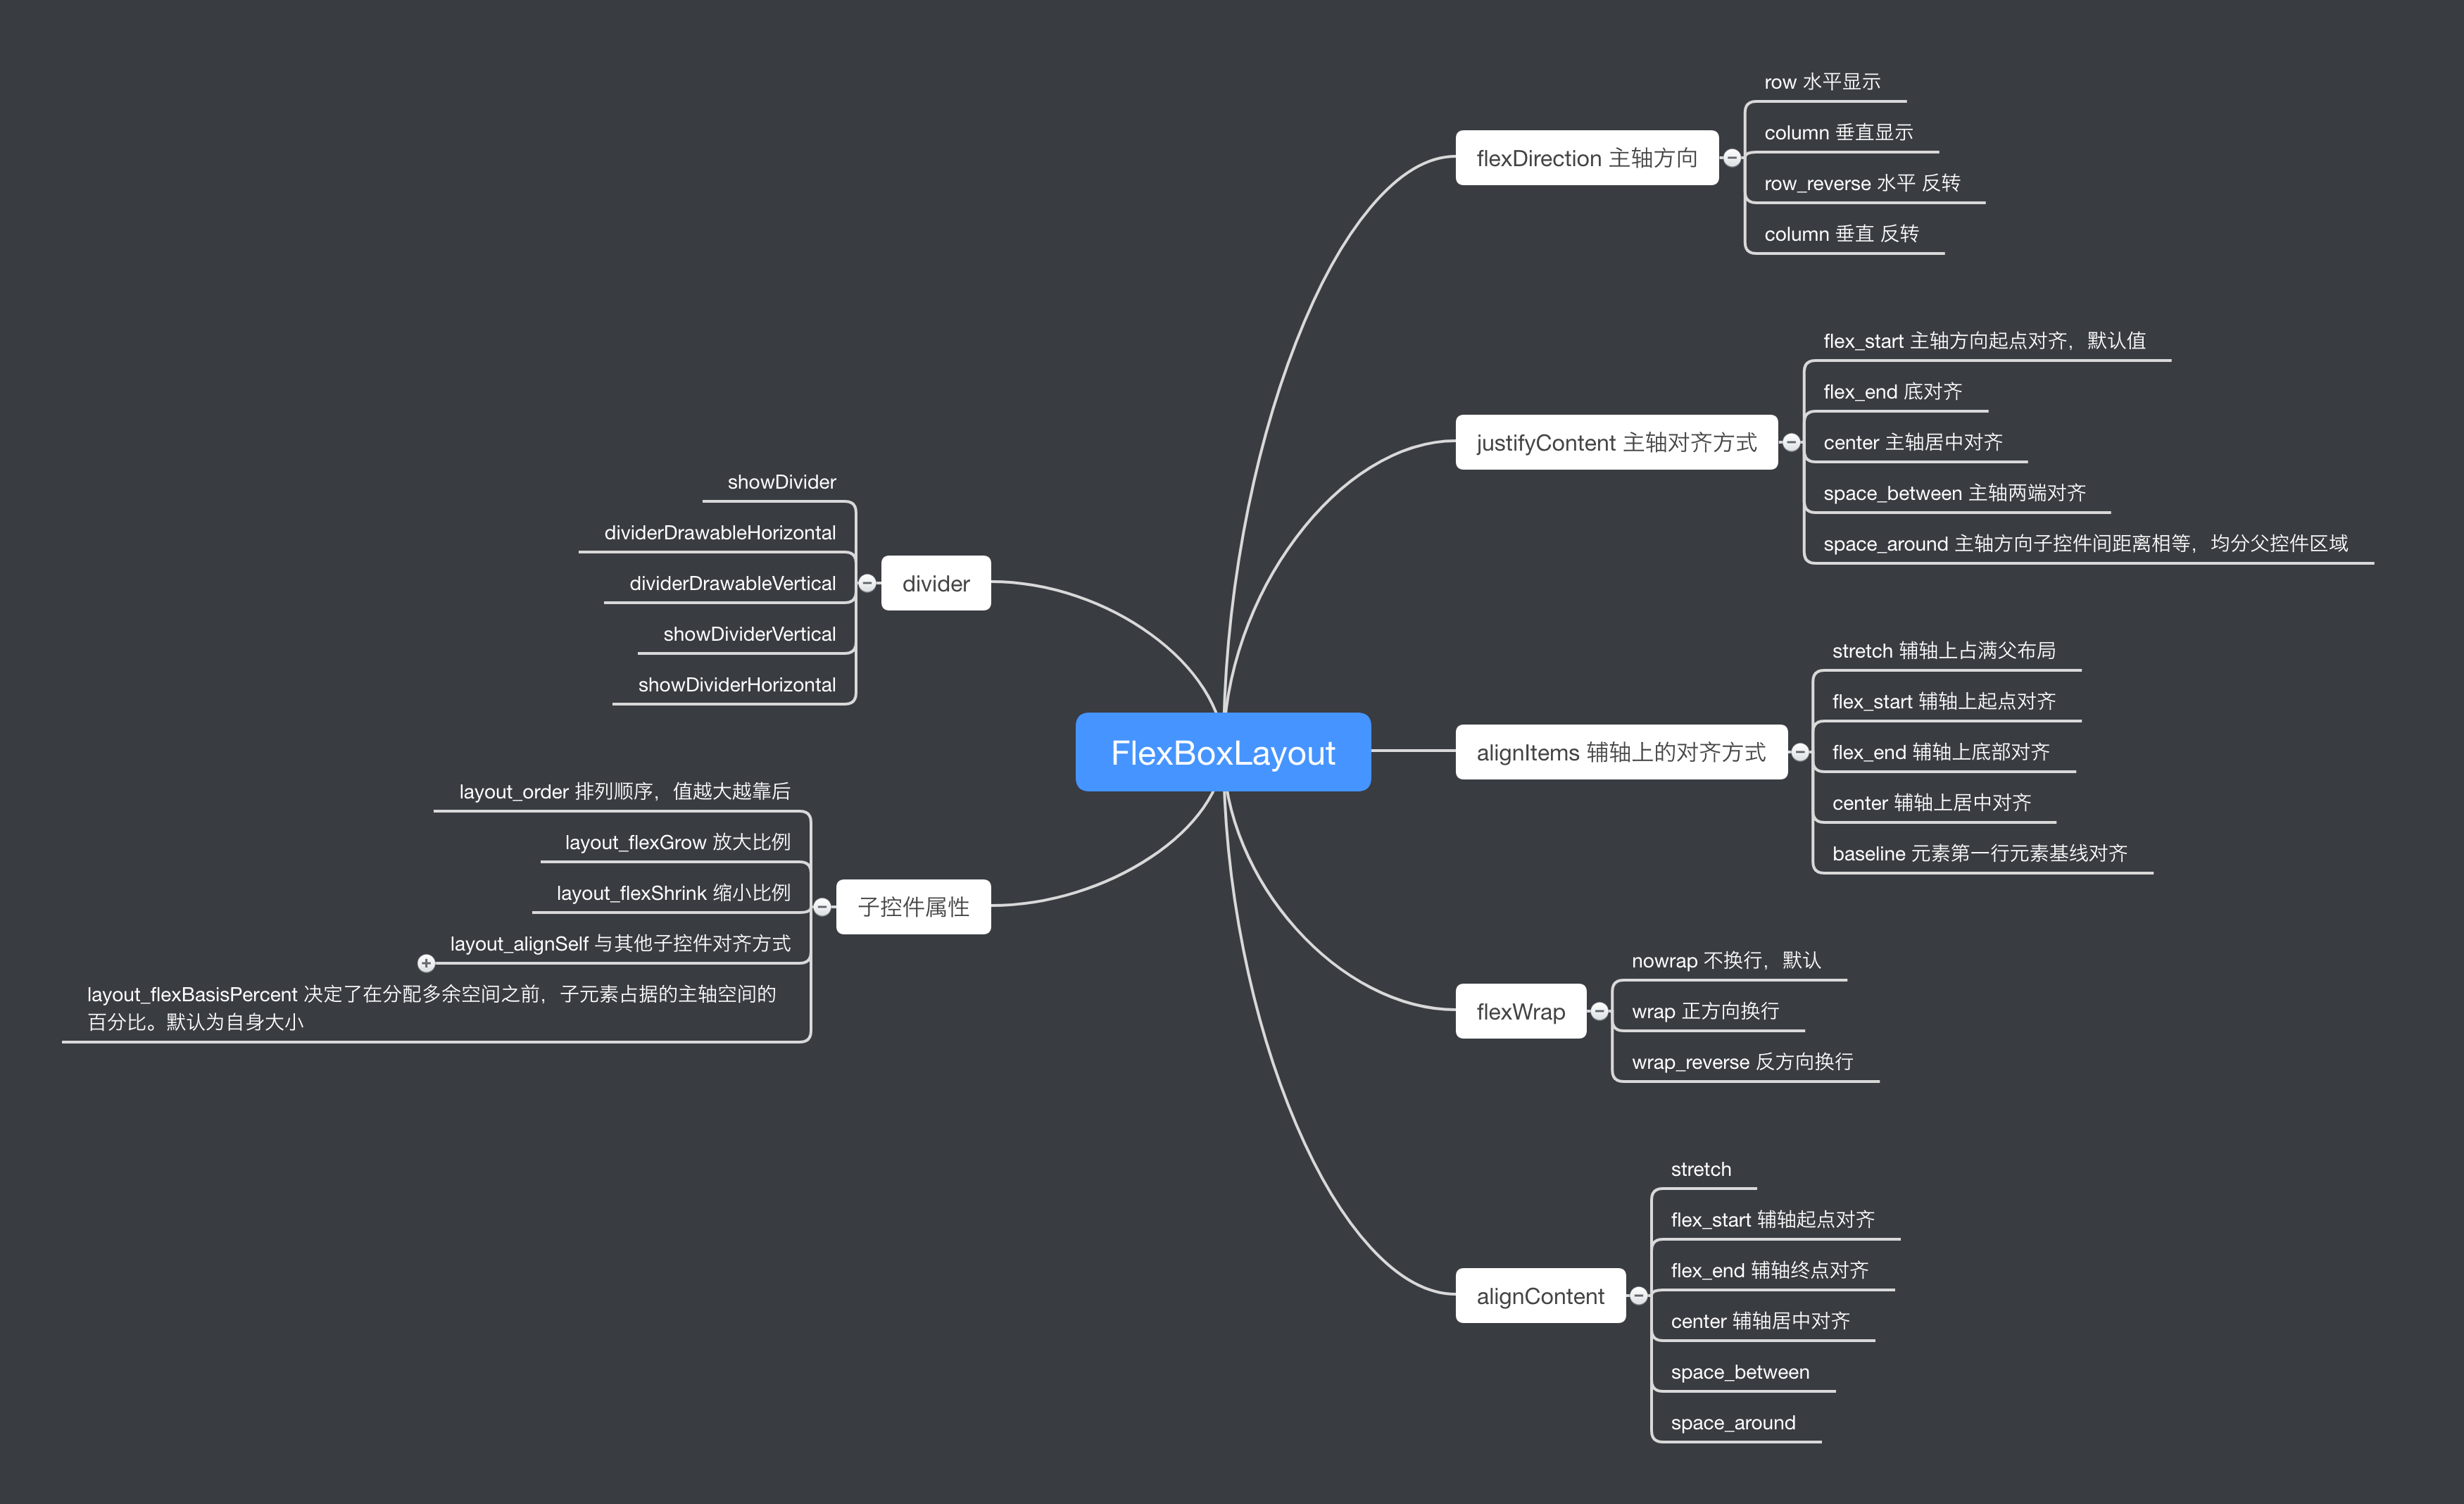 FlexBoxLayout
flexDirection 主轴方向
row 水平显示
column 垂直显示
row_reverse 水平 反转
column 垂直 反转
justifyContent 主轴对齐方式
flex_start 主轴方向起点对齐，默认值
flex_end 底对齐
center 主轴居中对齐
space_between 主轴两端对齐
space_around 主轴方向子控件间距离相等，均分父控件区域
alignItems 辅轴上的对齐方式
stretch 辅轴上占满父布局
flex_start 辅轴上起点对齐
flex_end 辅轴上底部对齐
center 辅轴上居中对齐
baseline 元素第一行元素基线对齐
flexWrap
nowrap 不换行，默认
wrap 正方向换行
wrap_reverse 反方向换行
alignContent
stretch
flex_start 辅轴起点对齐
flex_end 辅轴终点对齐
center 辅轴居中对齐
space_between
space_around
divider
showDivider
dividerDrawableHorizontal
dividerDrawableVertical
showDividerVertical
showDividerHorizontal
子控件属性
layout_order 排列顺序，值越大越靠后
layout_flexGrow 放大比例
layout_flexShrink 缩小比例
layout_alignSelf 与其他子控件对齐方式
layout_flexBasisPercent 决定了在分配多余空间之前，子元素占据的主轴空间的
百分比。默认为自身大小